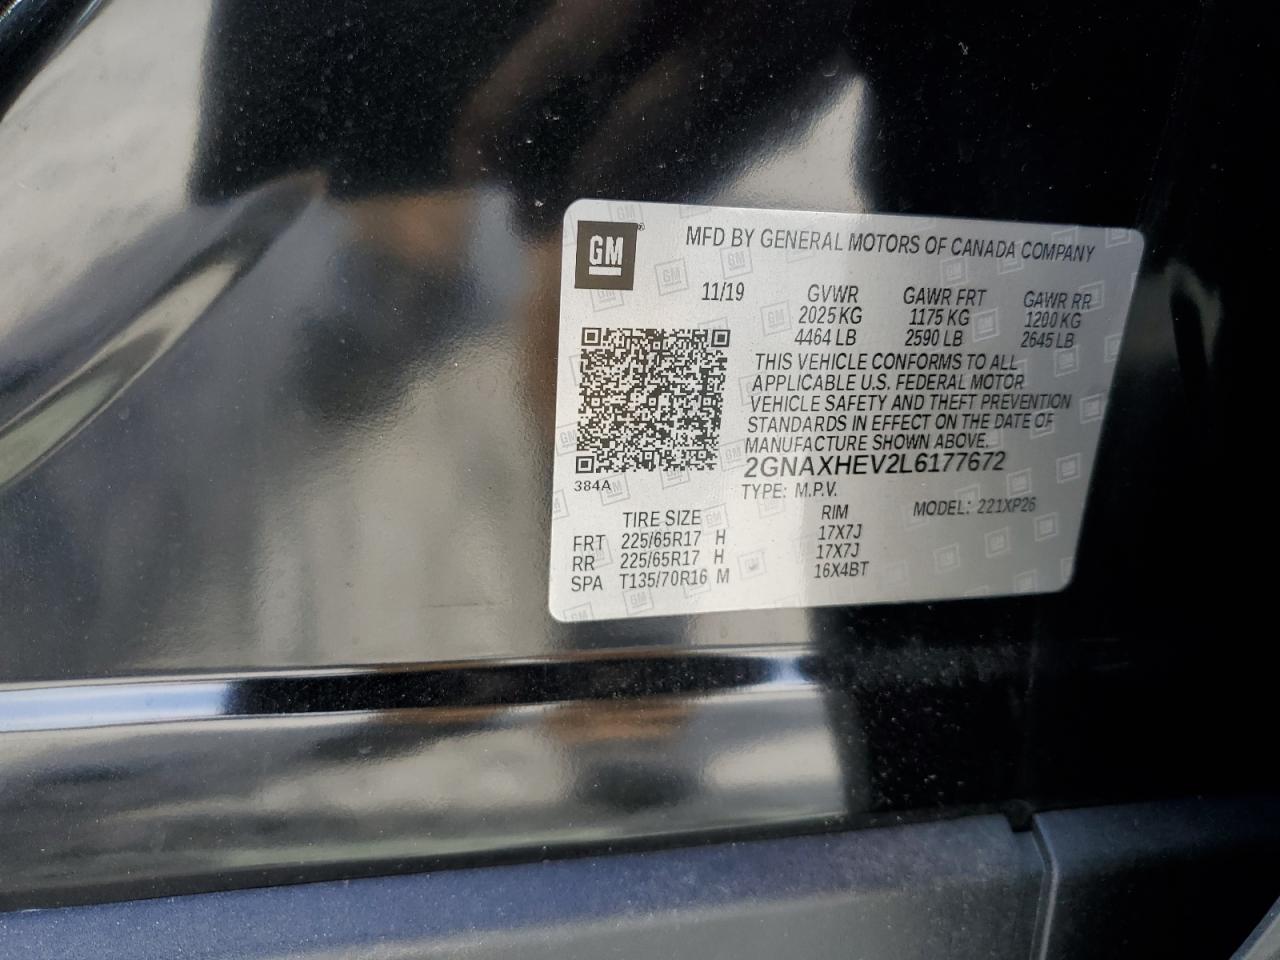 GM
MFD BY GENERAL MOTORS OF CANADA COMPANY
11/19 GVWR GAWR FRT GAWR RR
2025 KG 1175 KG 1200 KG
4464 LB 2590 LB 2645 LB
THIS VEHICLE CONFORMS TO ALL
APPLICABLE U.S. FEDERAL MOTOR
VEHICLE SAFETY AND THEFT PREVENTION
STANDARDS IN EFFECT ON THE DATE OF
MANUFACTURE SHOWN ABOVE.
2GNAXHEV2L6177672
384A
TYPE: M.P.V. MODEL: 221XP26
TIRE SIZE RIM
FRT 225/65R17 H 17X7J
RR 225/65R17 H 17X7J
SPA T135/70R16 M 16X4BT